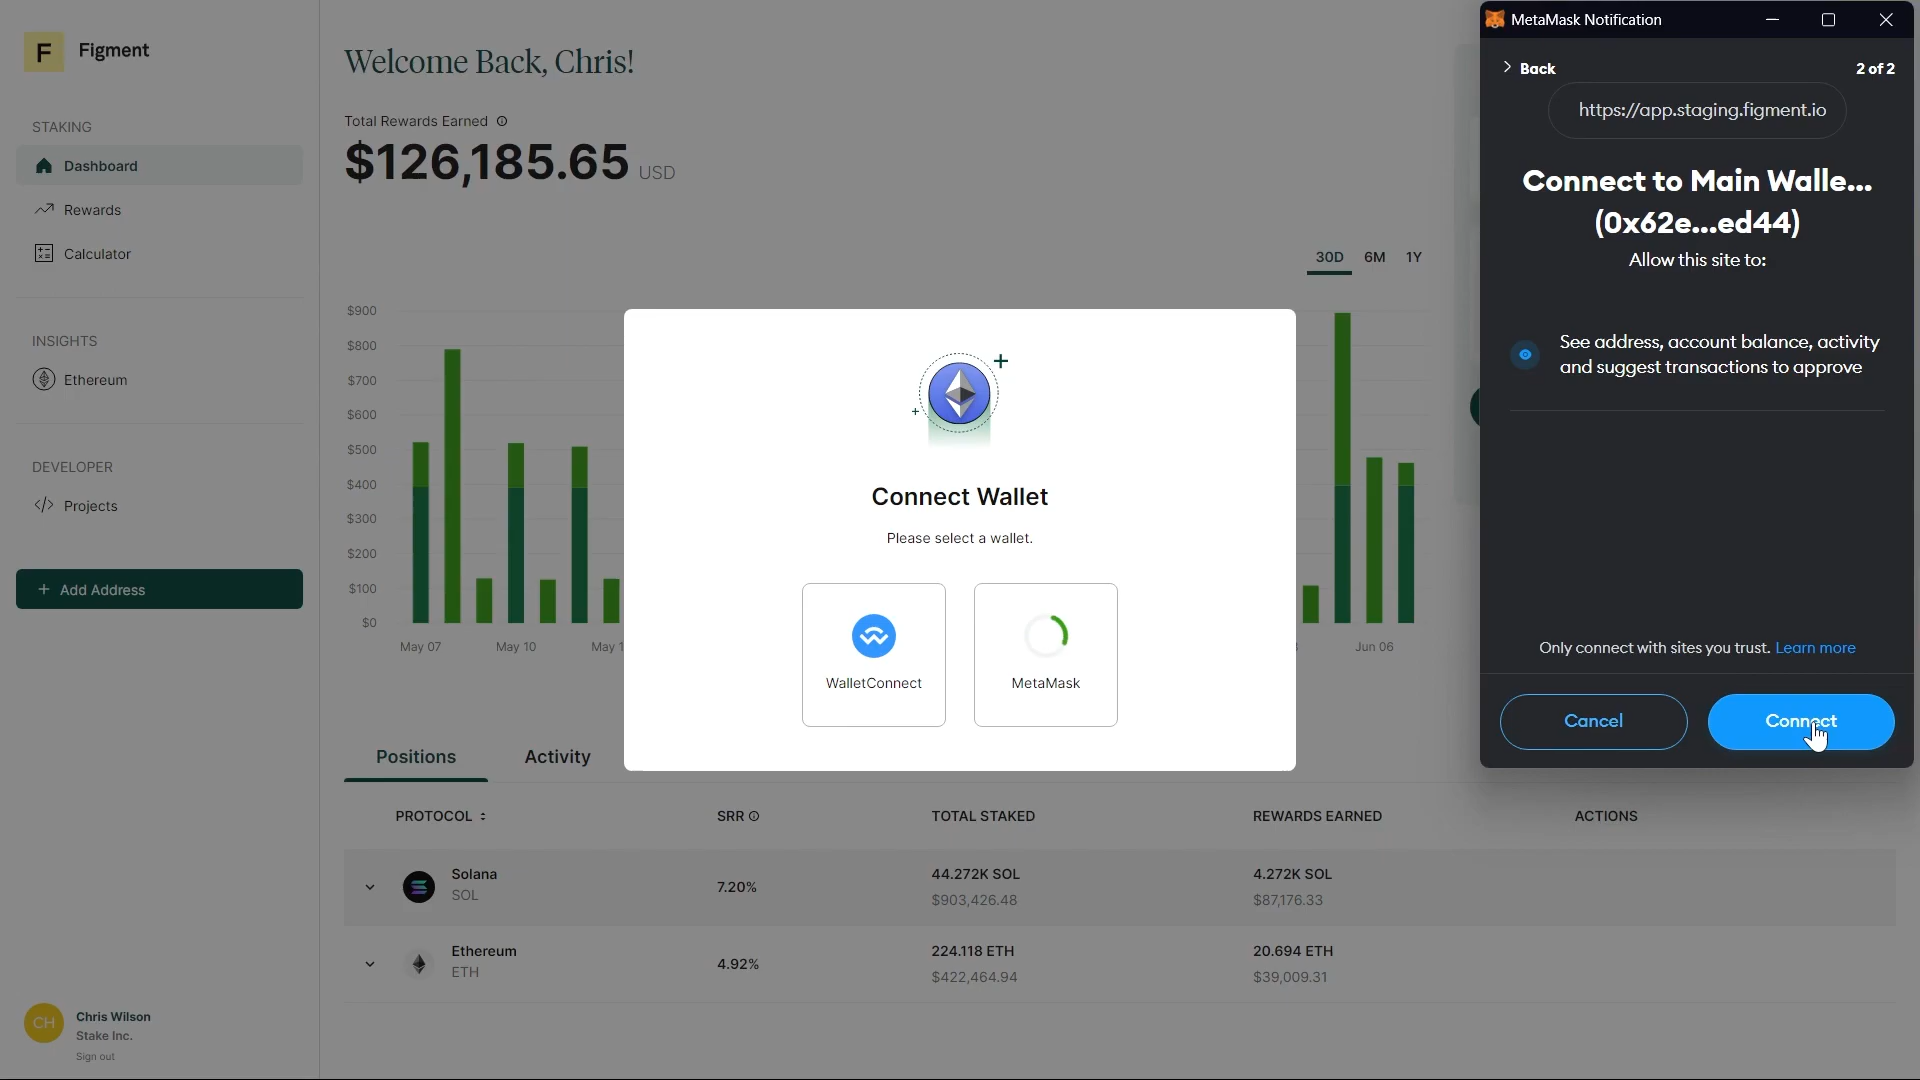 F Figment
STAKING
Dashboard
Rewards
Calculator
INSIGHTS
Ethereum
DEVELOPER
</> Projects
+ Add Address
CH
Chris Wilson
Stake Inc.
Sign out
Welcome Back, Chris!
Total Rewards Earned
$126,185.65 USD
30D 6M 1Y
$900
$800
$700
$600
$500
$400
$300
$200
$100
$0
May 07 May 10 May 1 Jun 06
Connect Wallet
Please select a wallet.
WalletConnect MetaMask
Positions Activity
PROTOCOL SRR TOTAL STAKED REWARDS EARNED ACTIONS
Solana 7.20% 44.272K SOL 4.272K SOL
SOL $903,426.48 $87,176.33
Ethereum 4.92% 224.118 ETH 20.694 ETH
ETH $422,464.94 $39,009.31
MetaMask Notification
Back 2 of 2
https://app.staging.figment.io
Connect to Main Walle...
(0x62e...ed44)
Allow this site to:
See address, account balance, activity
and suggest transactions to approve
Only connect with sites you trust. Learn more
Cancel Connect